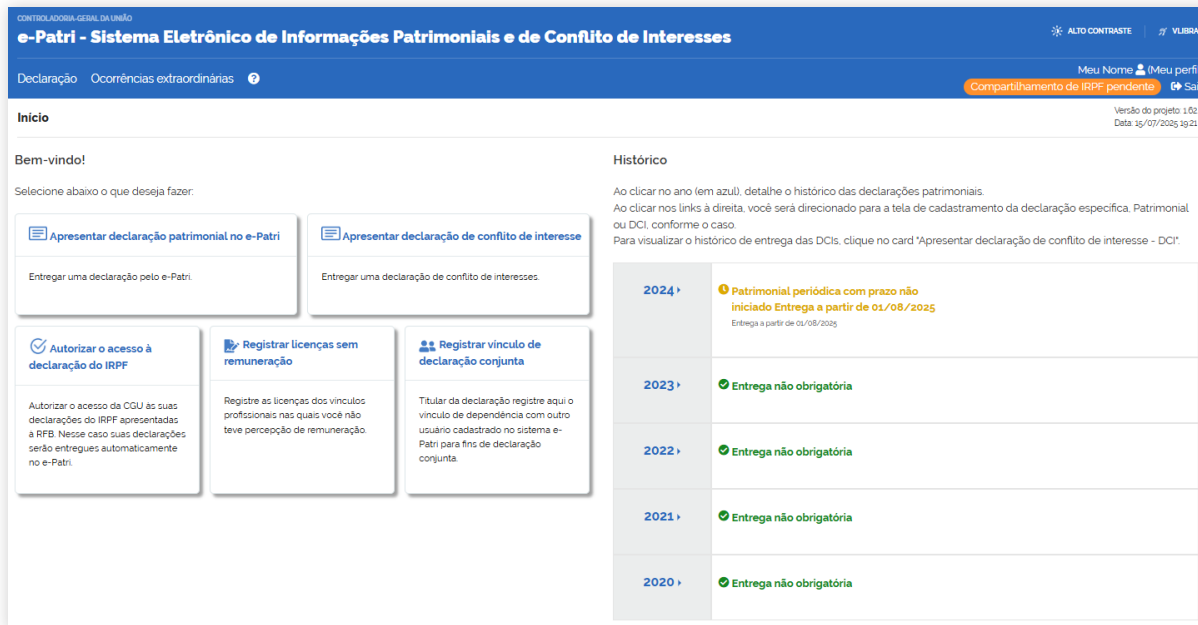 CONTROLADORIA-GERAL DA UNIÃO
e-Patri - Sistema Eletrônico de Informações Patrimoniais e de Conflito de Interesses
ALTO CONTRASTE
VLIBRA
Declaração Ocorrências extraordinárias ?
Meu Nome (Meu perfi
Compartilhamento de IRPF pendente Sai
Início
Versão do projeto: 1.62
Data: 15/07/2025 19:21
Bem-vindo!
Selecione abaixo o que deseja fazer:
Apresentar declaração patrimonial no e-Patri
Entregar uma declaração pelo e-Patri.
Apresentar declaração de conflito de interesse
Entregar uma declaração de conflito de interesses.
Autorizar o acesso à
declaração do IRPF
Autorizar o acesso da CGU às suas
declarações do IRPF apresentadas
à RFB. Nesse caso suas declarações
serão entregues automaticamente
no e-Patri.
Registrar licenças sem
remuneração
Registre as licenças dos vínculos
profissionais nas quais você não
teve percepção de remuneração.
Registrar vínculo de
declaração conjunta
Titular da declaração registre aqui o
vínculo de dependência com outro
usuário cadastrado no sistema e-
Patri para fins de declaração
conjunta.
Histórico
Ao clicar no ano (em azul), detalhe o histórico das declarações patrimoniais.
Ao clicar nos links à direita, você será direcionado para a tela de cadastramento da declaração específica, Patrimonial
ou DCI, conforme o caso.
Para visualizar o histórico de entrega das DCIs, clique no card "Apresentar declaração de conflito de interesse - DCI".
2024
Patrimonial periódica com prazo não
iniciado Entrega a partir de 01/08/2025
Entrega a partir de 01/08/2025
2023
Entrega não obrigatória
2022
Entrega não obrigatória
2021
Entrega não obrigatória
2020
Entrega não obrigatória